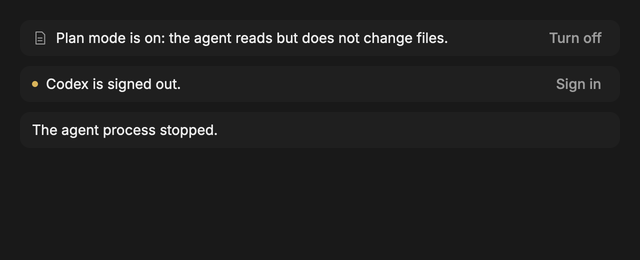 Plan mode is on: the agent reads but does not change files. Turn off
Codex is signed out. Sign in
The agent process stopped.